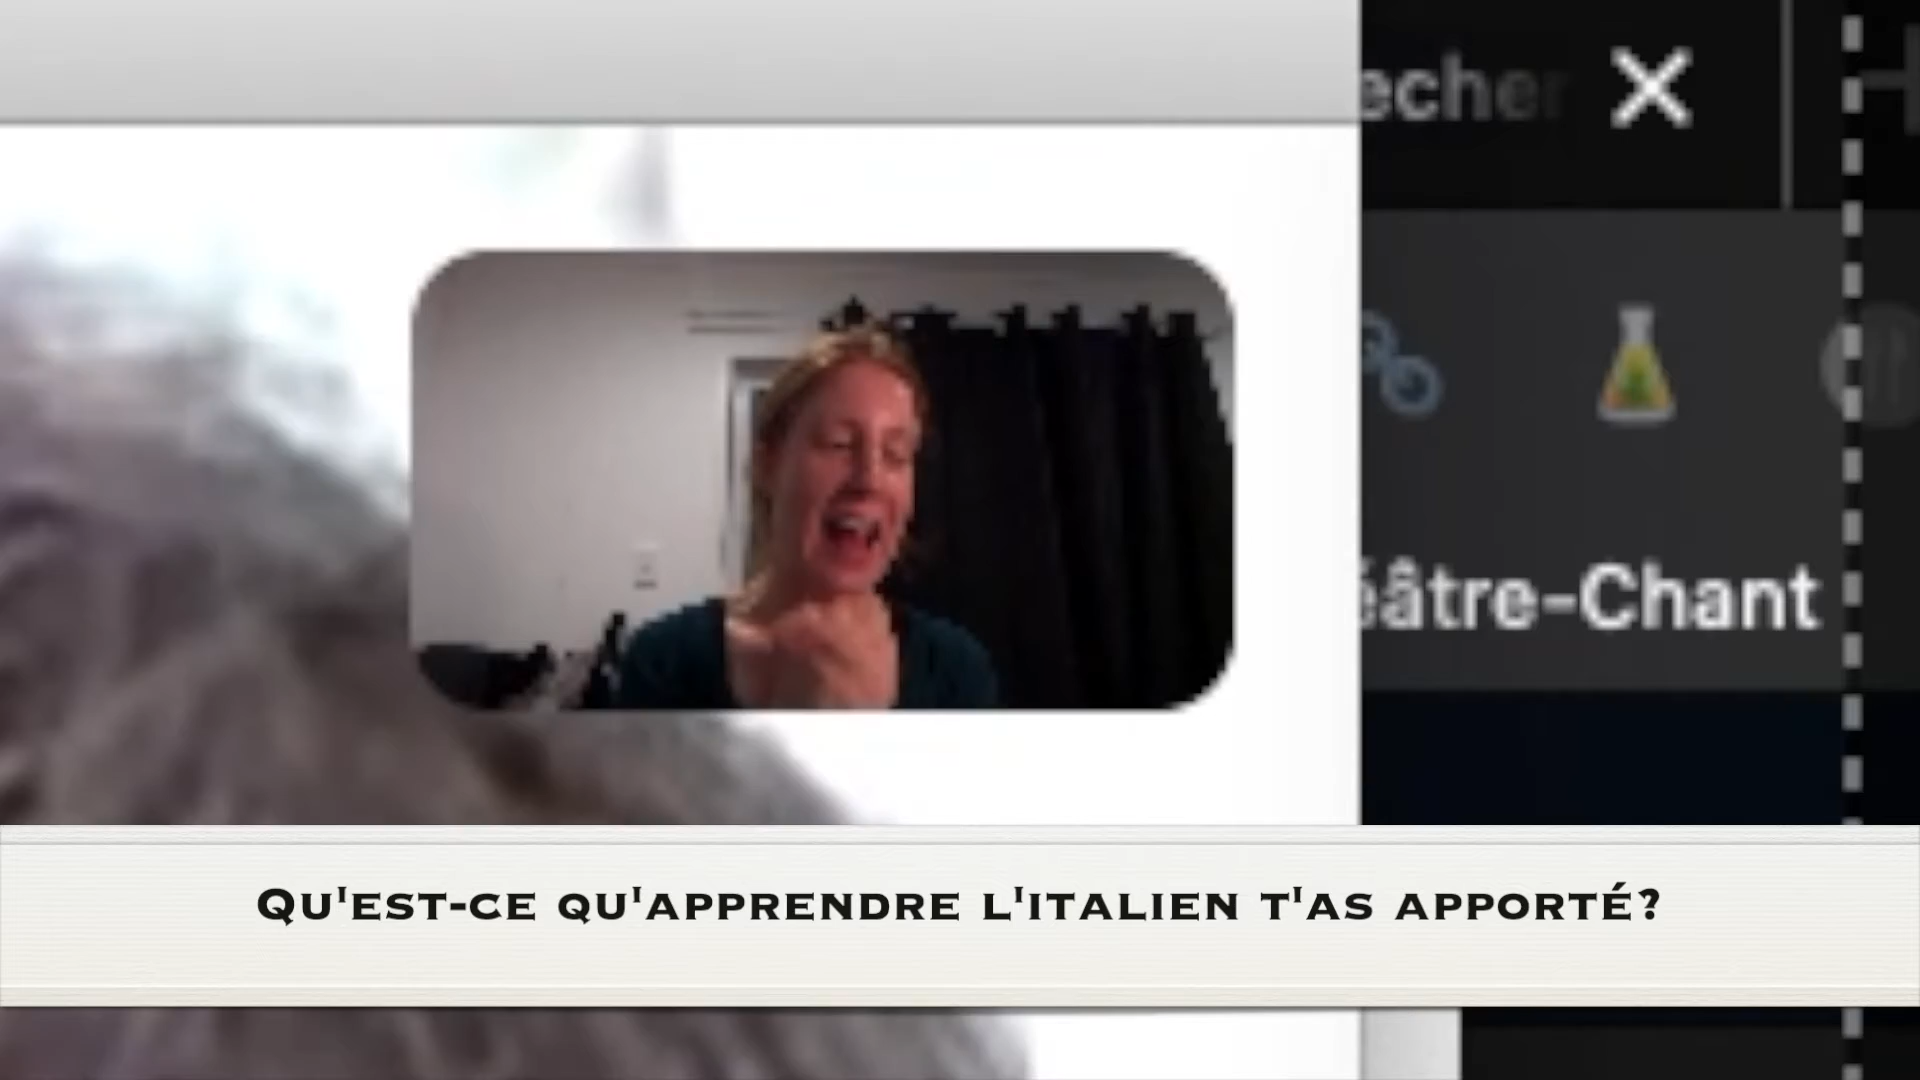 echer
éâtre-Chant
Qu'est-ce qu'apprendre l'italien t'as apporté?